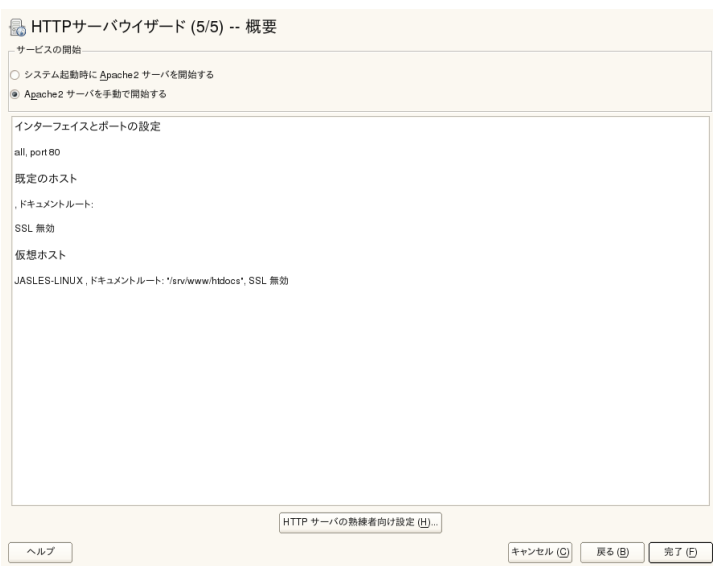 HTTPサーバウイザード (5/5) -- 概要
サービスの開始
システム起動時に Apache2 サーバを開始する
Apache2 サーバを手動で開始する
インターフェイスとポートの設定
all, port 80
既定のホスト
, ドキュメントルート:
SSL 無効
仮想ホスト
JASLES-LINUX , ドキュメントルート: "/srv/www/htdocs", SSL 無効
HTTP サーバの熟練者向け設定 (H)...
ヘルプ
キャンセル (C)
戻る (B)
完了 (F)